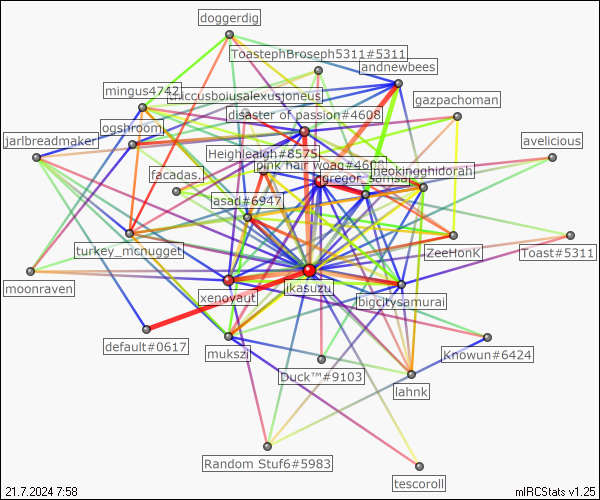 doggerdig
ToastephBroseph5311#5311
andnewbees
mingus4742
gazpachoman
disaster of passion#4608
ogshroom
jarlbreadmaker
avelicious
Heighleaigh#8575
pink hair woag#4608
neokingghidorah
facadas.
gregor_samsa
asad#6947
turkey_mcnugget
ZeeHonK
Toast#5311
moonraven
xenovaut
ikasuzu
bigcitysamurai
default#0617
mukszi
Knowun#6424
Duck™#9103
lahnk
Random Stuf6#5983
tescoroll
21.7.2024 7:58
mIRCStats v1.25